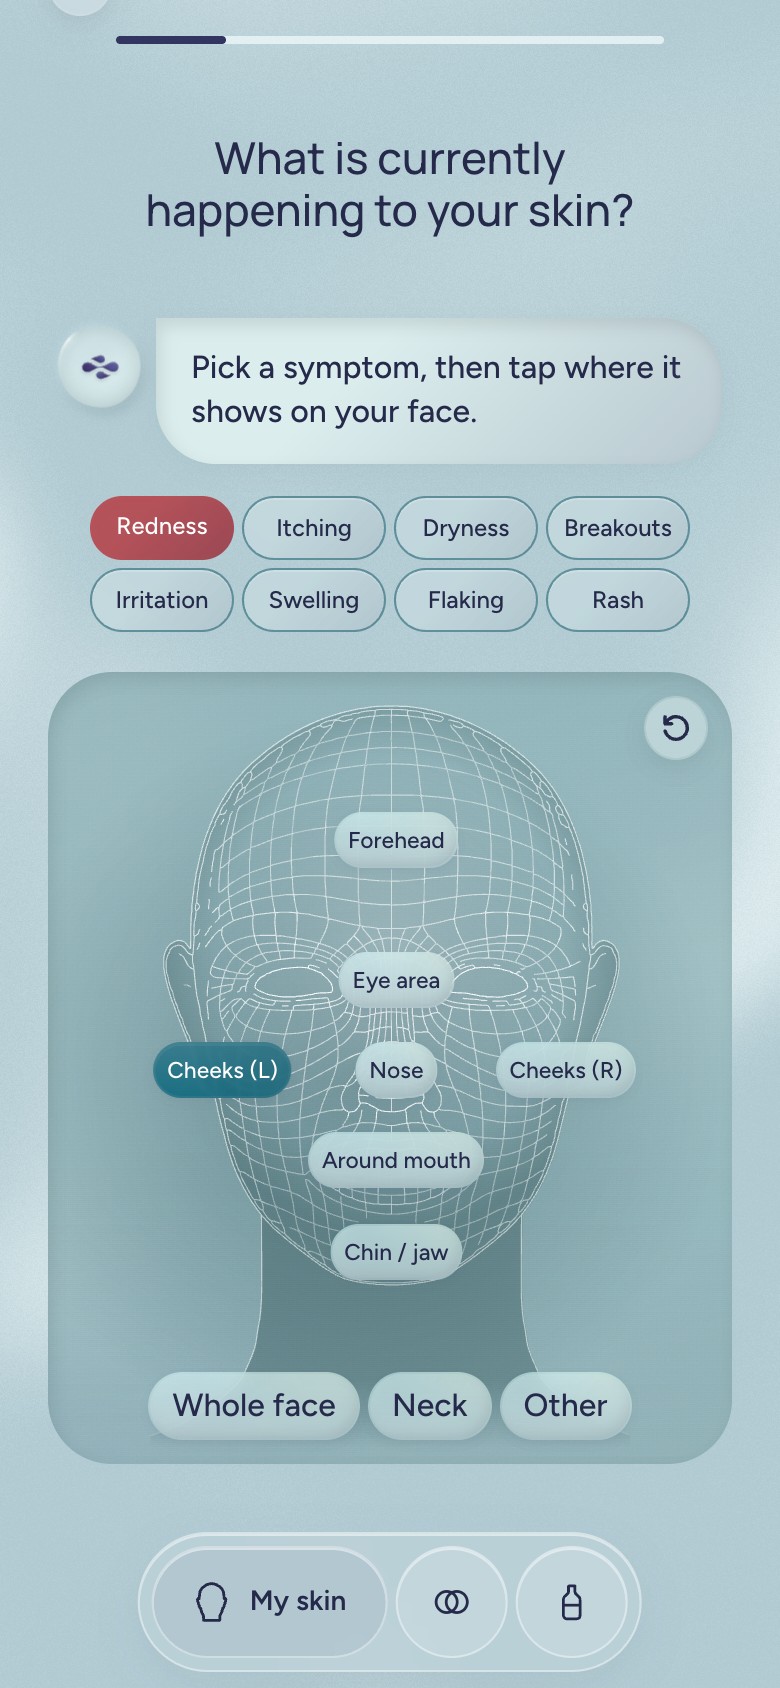 What is currently
happening to your skin?
Pick a symptom, then tap where it
shows on your face.
Redness Itching Dryness Breakouts
Irritation Swelling Flaking Rash
Forehead
Eye area
Cheeks (L) Nose Cheeks (R)
Around mouth
Chin / jaw
Whole face Neck Other
My skin